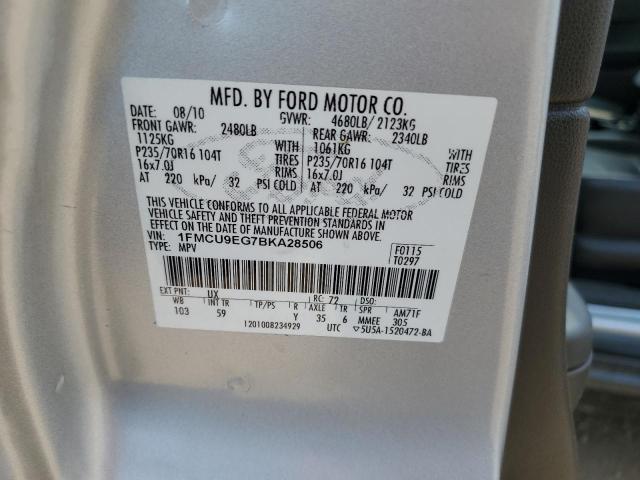 MFD. BY FORD MOTOR CO.
DATE: 08/10 GVWR: 4680LB/ 2123KG
FRONT GAWR: 2480LB REAR GAWR: 2340LB
1125KG WITH 1061KG WITH
P235/70R16 104T TIRES P235/70R16 104T TIRES
16x7.0J RIMS 16x7.0J RIMS
AT 220 kPa/ 32 PSI COLD AT 220 kPa/ 32 PSI COLD
THIS VEHICLE CONFORMS TO ALL APPLICABLE FEDERAL MOTOR
VEHICLE SAFETY AND THEFT PREVENTION STANDARDS IN
EFFECT ON THE DATE OF MANUFACTURE SHOWN ABOVE.
VIN: 1FMCU9EG7BKA28506 F0115
TYPE: MPV T0297
EXT PNT: UX RC: 72 DSO:
WB INT TR TP/PS R AXLE TR SPR AM71F
103 59 Y 35 6 MMEE 305
1201008234929 UTC 5U5A-1520472-BA